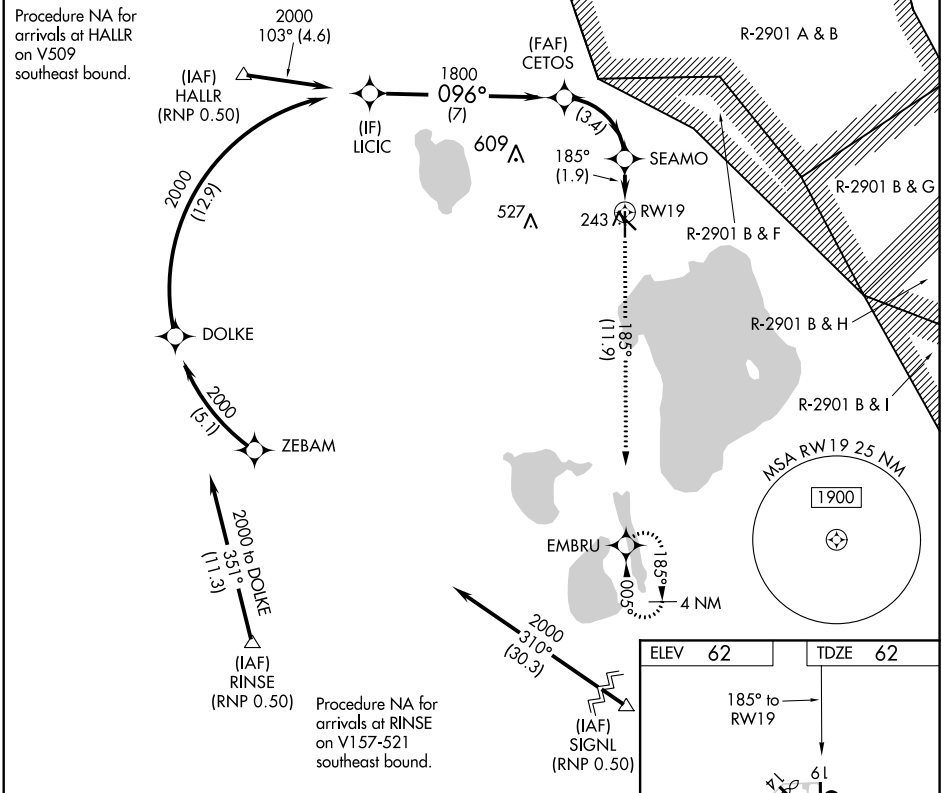 Procedure NA for
arrivals at HALLR
on V509
southeast bound.
2000
103° (4.6)
(IAF)
HALLR
(RNP 0.50)
(IF)
LICIC
1800
096°
(7)
(FAF)
CETOS
(3.4)
R-2901 A & B
609
185°
(1.9)
SEAMO
527
243
RW19
R-2901 B & G
R-2901 B & F
2000
(12.9)
185°
(11.9)
R-2901 B & H
DOLKE
R-2901 B & I
2000
(5.1)
ZEBAM
MSA RW19 25 NM
1900
2000 to DOLKE
351°
(11.3)
EMBRU
185°
005°
4 NM
2000
310°
(30.3)
(IAF)
RINSE
(RNP 0.50)
Procedure NA for
arrivals at RINSE
on V157-521
southeast bound.
(IAF)
SIGNL
(RNP 0.50)
ELEV 62
TDZE 62
185° to
RW19
14
19